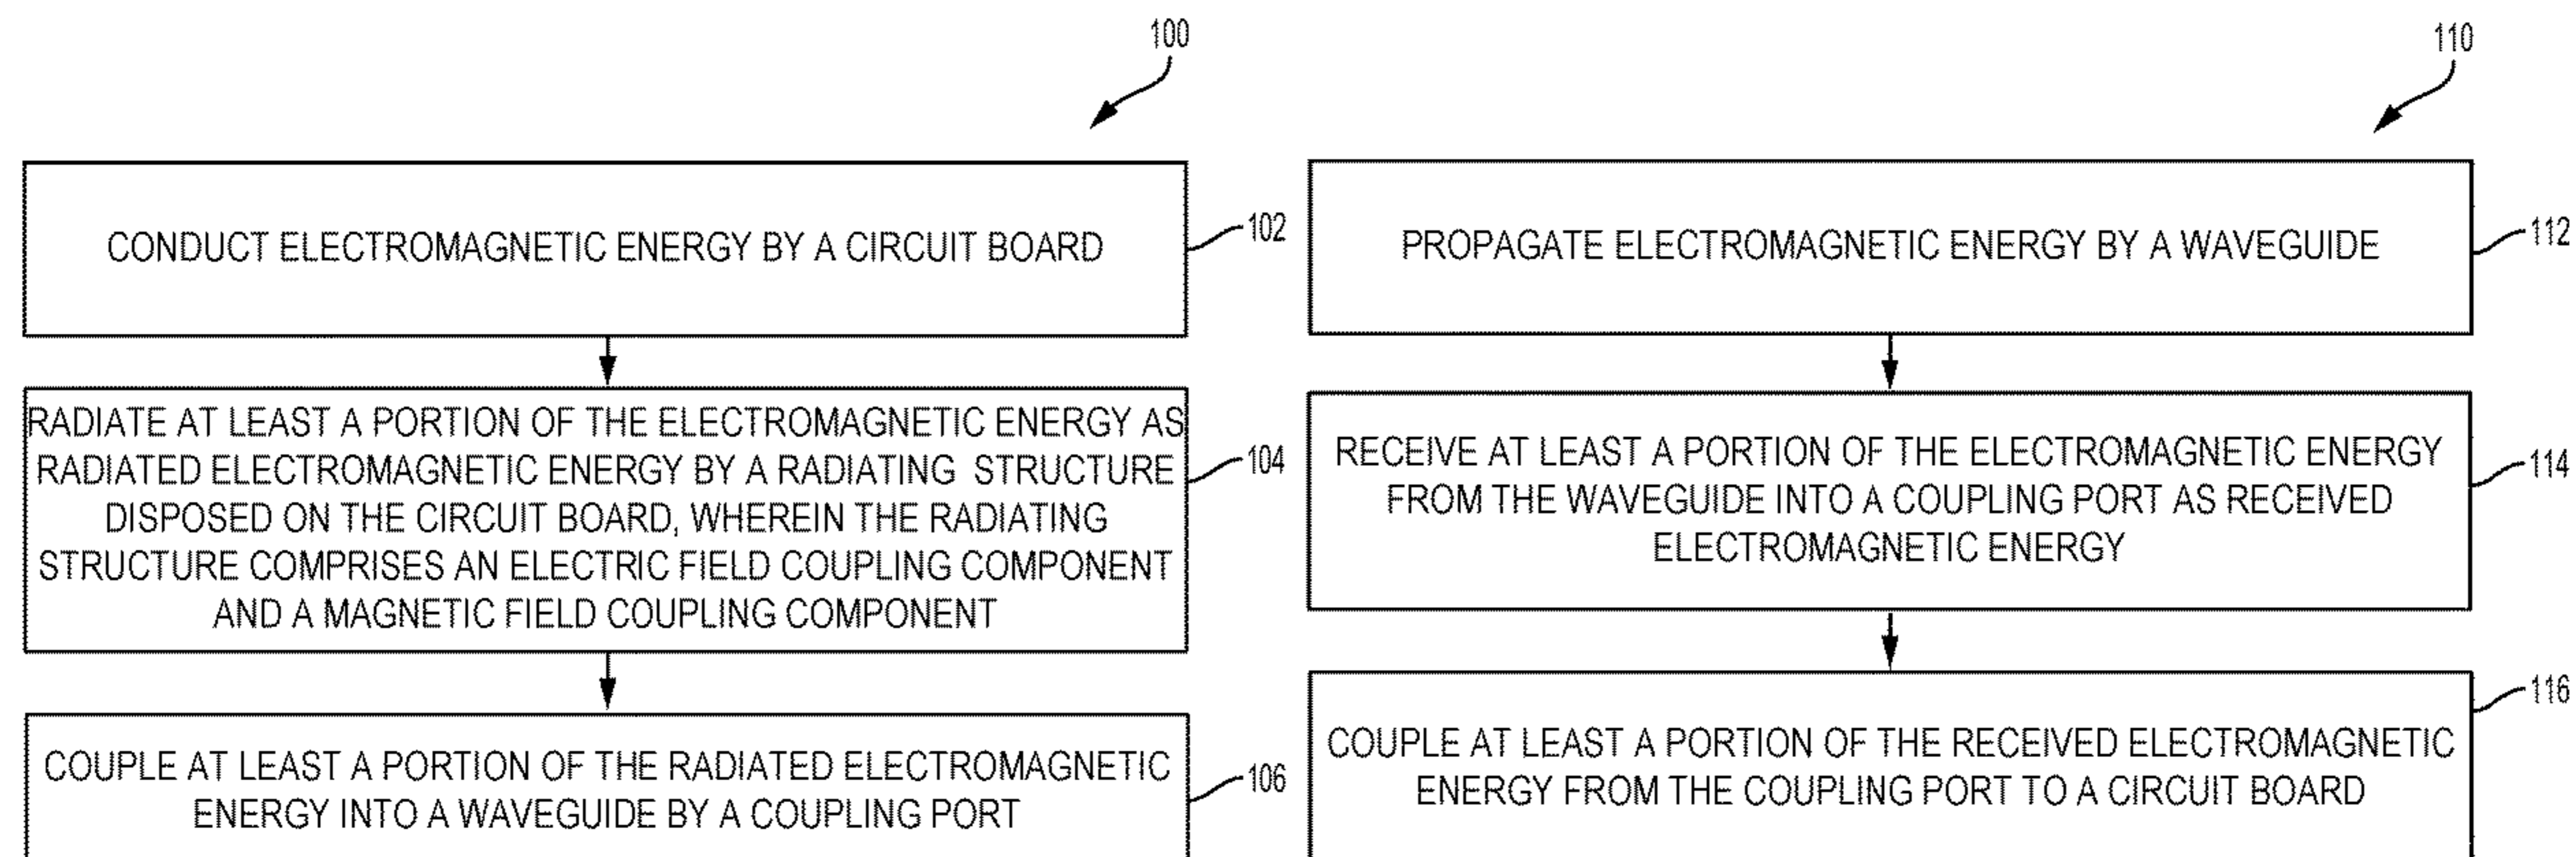 100
CONDUCT ELECTROMAGNETIC ENERGY BY A CIRCUIT BOARD
102
RADIATE AT LEAST A PORTION OF THE ELECTROMAGNETIC ENERGY AS
RADIATED ELECTROMAGNETIC ENERGY BY A RADIATING STRUCTURE
DISPOSED ON THE CIRCUIT BOARD, WHEREIN THE RADIATING
STRUCTURE COMPRISES AN ELECTRIC FIELD COUPLING COMPONENT
AND A MAGNETIC FIELD COUPLING COMPONENT
104
COUPLE AT LEAST A PORTION OF THE RADIATED ELECTROMAGNETIC
ENERGY INTO A WAVEGUIDE BY A COUPLING PORT
106
110
PROPAGATE ELECTROMAGNETIC ENERGY BY A WAVEGUIDE
112
RECEIVE AT LEAST A PORTION OF THE ELECTROMAGNETIC ENERGY
FROM THE WAVEGUIDE INTO A COUPLING PORT AS RECEIVED
ELECTROMAGNETIC ENERGY
114
COUPLE AT LEAST A PORTION OF THE RECEIVED ELECTROMAGNETIC
ENERGY FROM THE COUPLING PORT TO A CIRCUIT BOARD
116